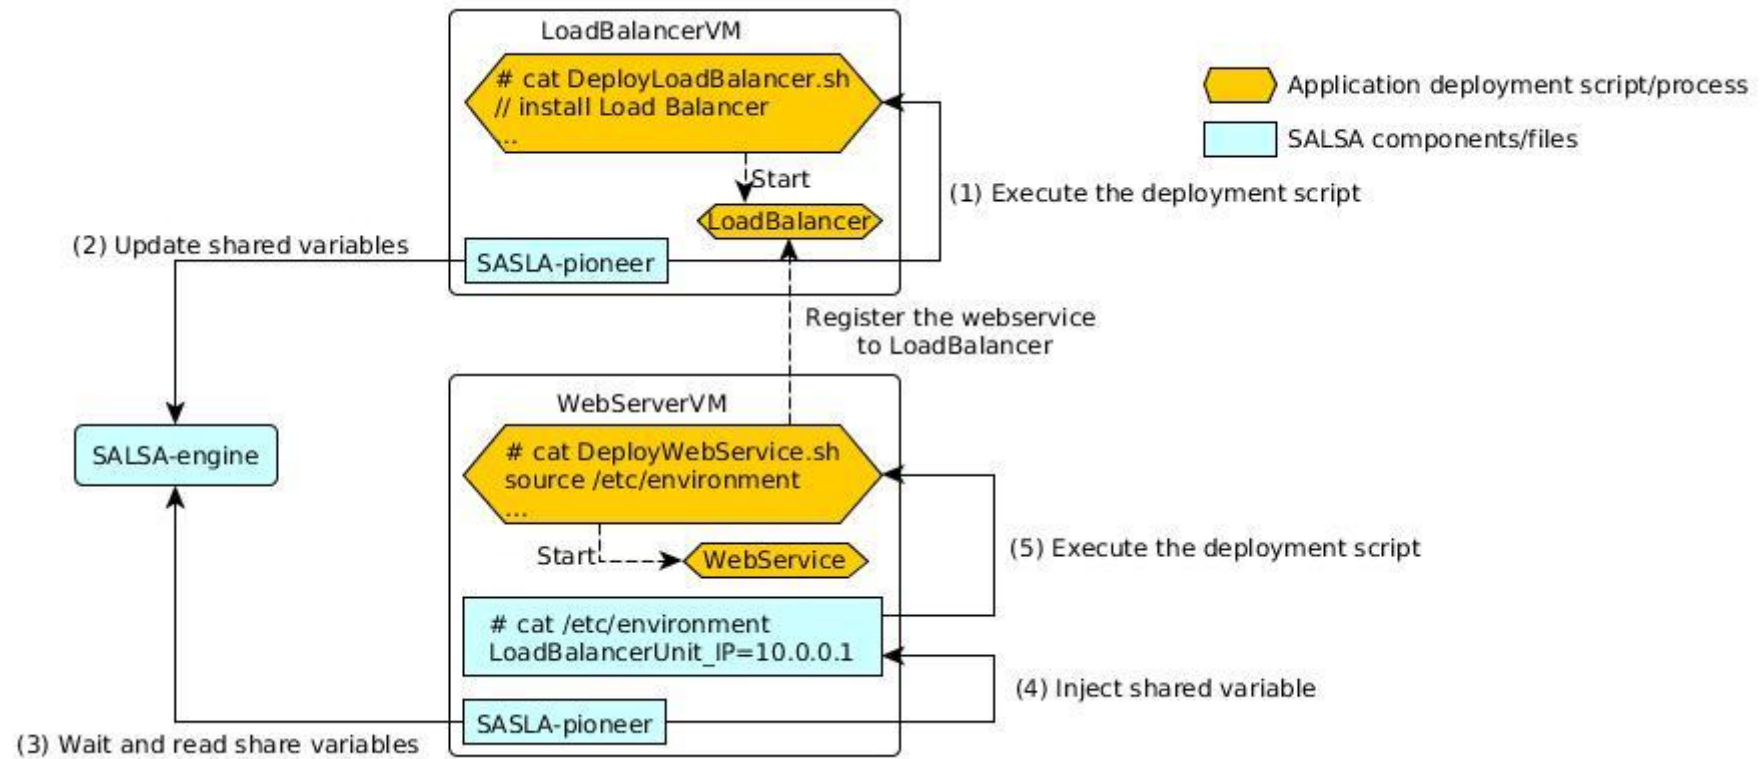 LoadBalancerVM
# cat DeployLoadBalancer.sh
// install Load Balancer
...
Start
LoadBalancer
SASLA-pioneer
(1) Execute the deployment script
(2) Update shared variables
Application deployment script/process
SALSA components/files
Register the webservice
to LoadBalancer
SALSA-engine
WebServerVM
# cat DeployWebService.sh
source /etc/environment
...
Start
WebService
# cat /etc/environment
LoadBalancerUnit_IP=10.0.0.1
SASLA-pioneer
(5) Execute the deployment script
(4) Inject shared variable
(3) Wait and read share variables